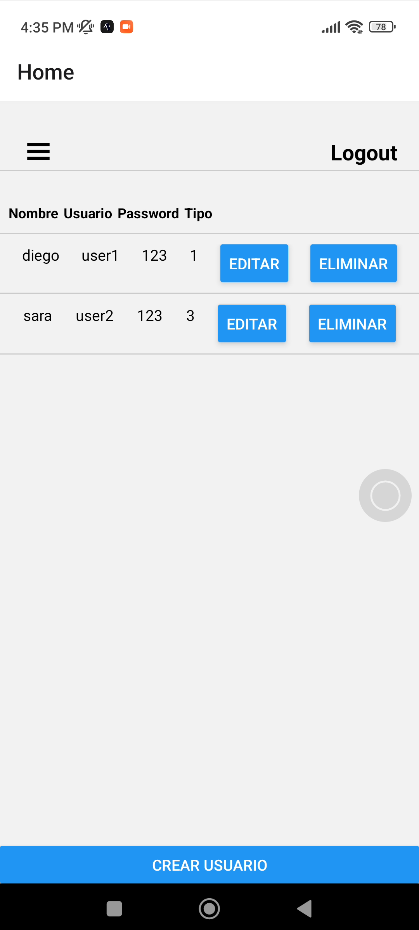 4:35 PM 78
Home
Logout
Nombre Usuario Password Tipo
diego user1 123 1 EDITAR ELIMINAR
sara user2 123 3 EDITAR ELIMINAR
CREAR USUARIO